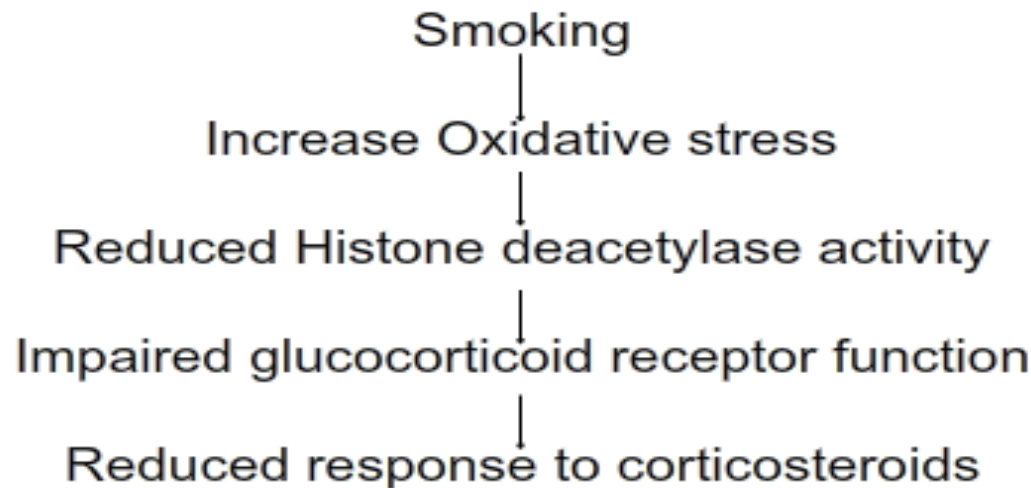 Smoking
Increase Oxidative stress
Reduced Histone deacetylase activity
Impaired glucocorticoid receptor function
Reduced response to corticosteroids